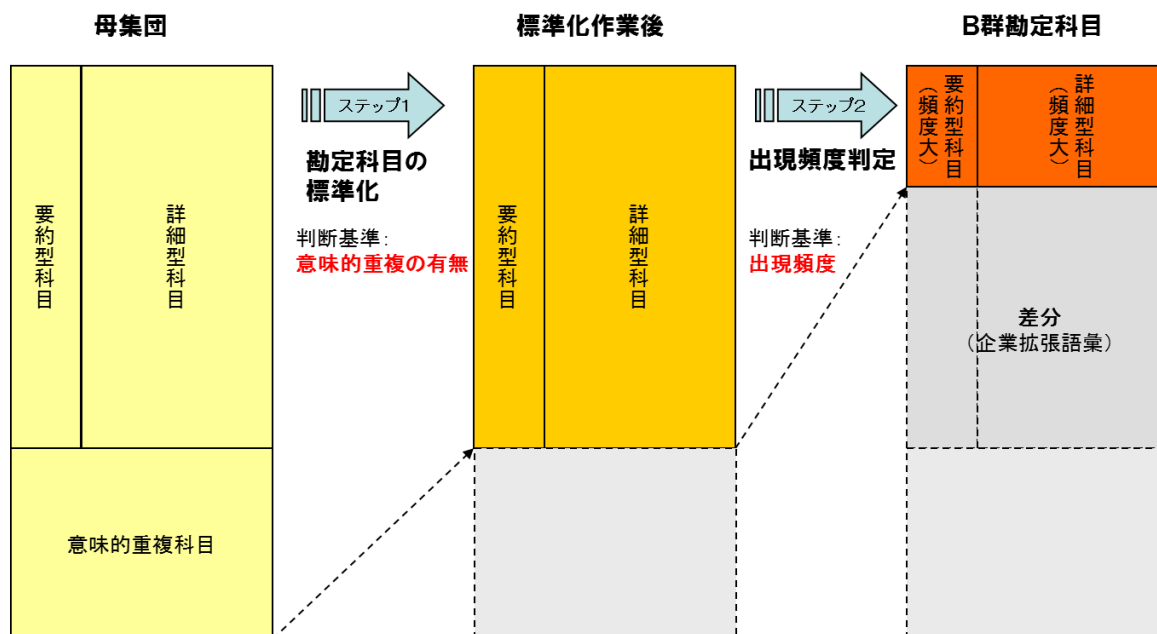 母集団
標準化作業後
B群勘定科目
ステップ1
ステップ2
勘定科目の
標準化
判断基準:
意味的重複の有無
出現頻度判定
判断基準:
出現頻度
要約型科目
詳細型科目
意味的重複科目
要約型科目
詳細型科目
要約型科目
（頻度大）
詳細型科目
（頻度大）
差分
（企業拡張語彙）